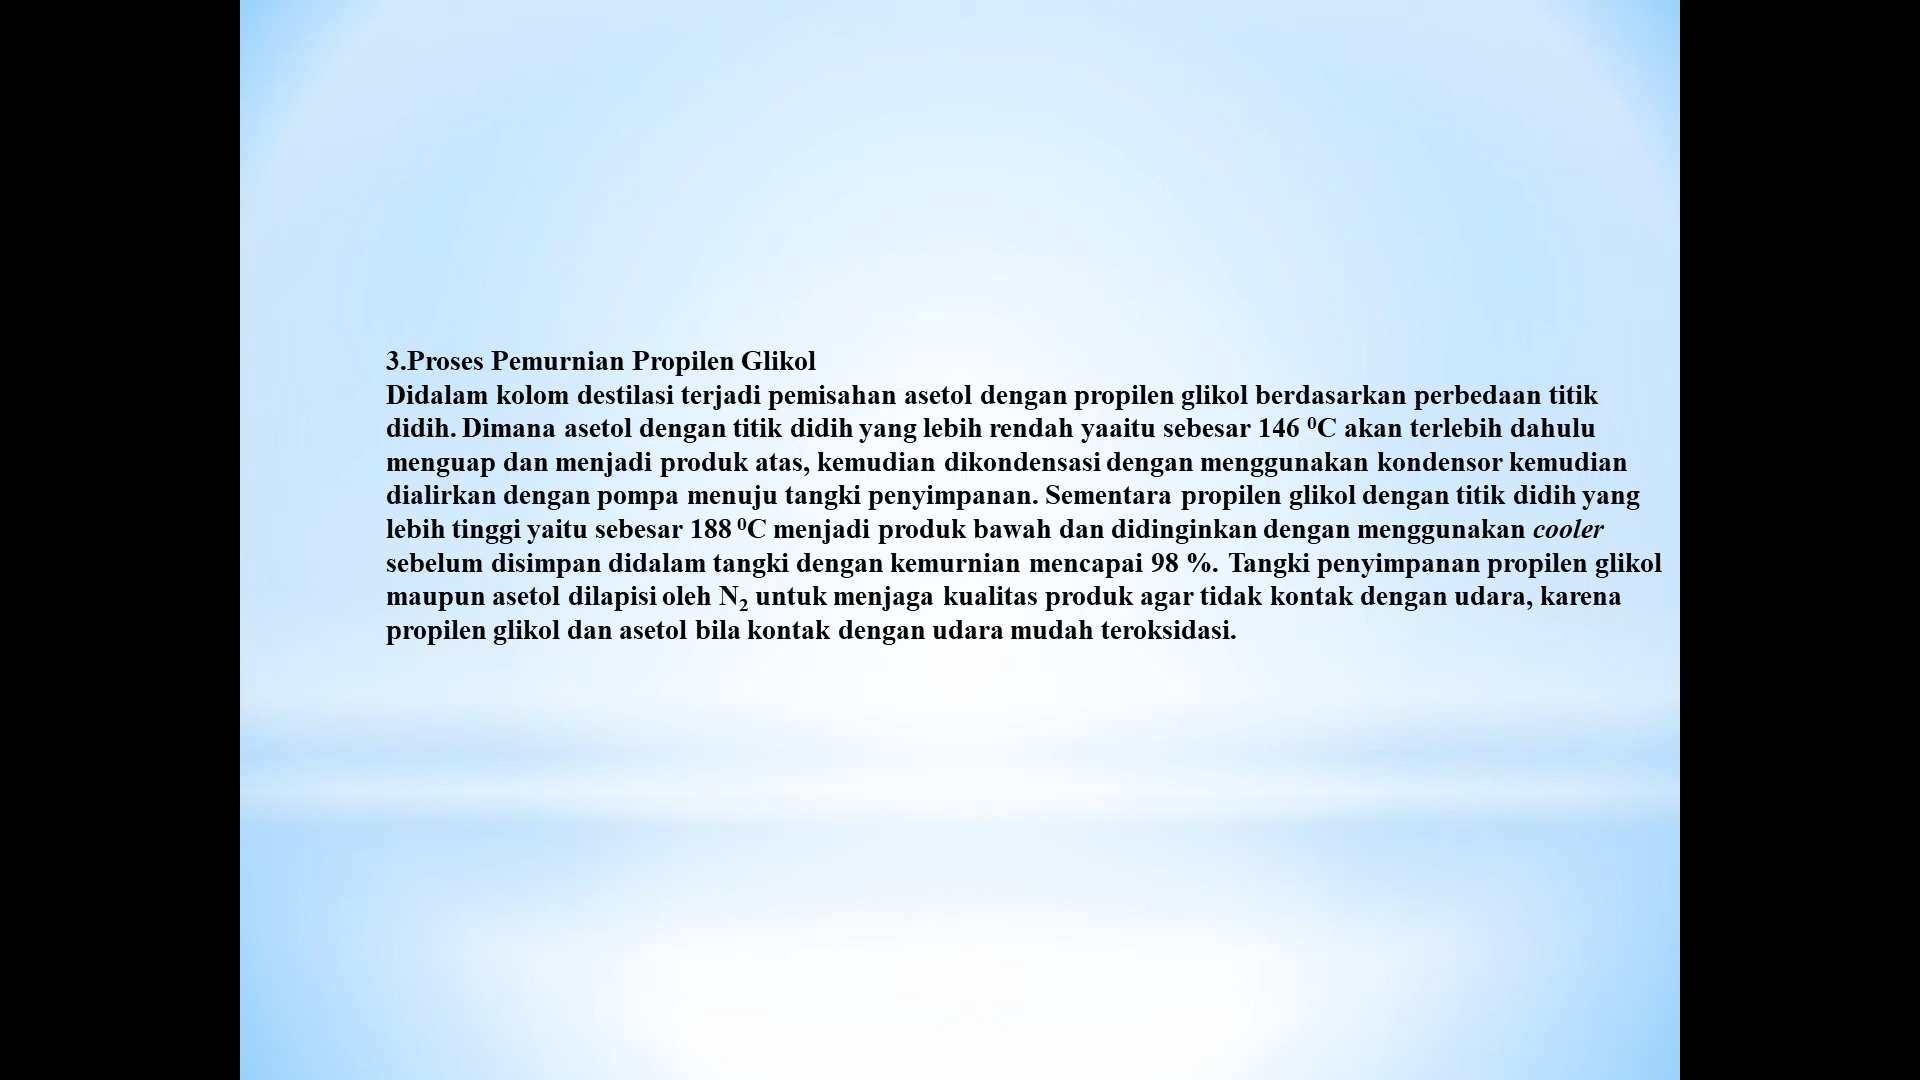 3.Proses Pemurnian Propilen Glikol
Didalam kolom destilasi terjadi pemisahan asetol dengan propilen glikol berdasarkan perbedaan titik
didih. Dimana asetol dengan titik didih yang lebih rendah yaaitu sebesar 146 ⁰C akan terlebih dahulu
menguap dan menjadi produk atas, kemudian dikondensasi dengan menggunakan kondensor kemudian
dialirkan dengan pompa menuju tangki penyimpanan. Sementara propilen glikol dengan titik didih yang
lebih tinggi yaitu sebesar 188 ⁰C menjadi produk bawah dan didinginkan dengan menggunakan cooler
sebelum disimpan didalam tangki dengan kemurnian mencapai 98 %. Tangki penyimpanan propilen glikol
maupun asetol dilapisi oleh N₂ untuk menjaga kualitas produk agar tidak kontak dengan udara, karena
propilen glikol dan asetol bila kontak dengan udara mudah teroksidasi.